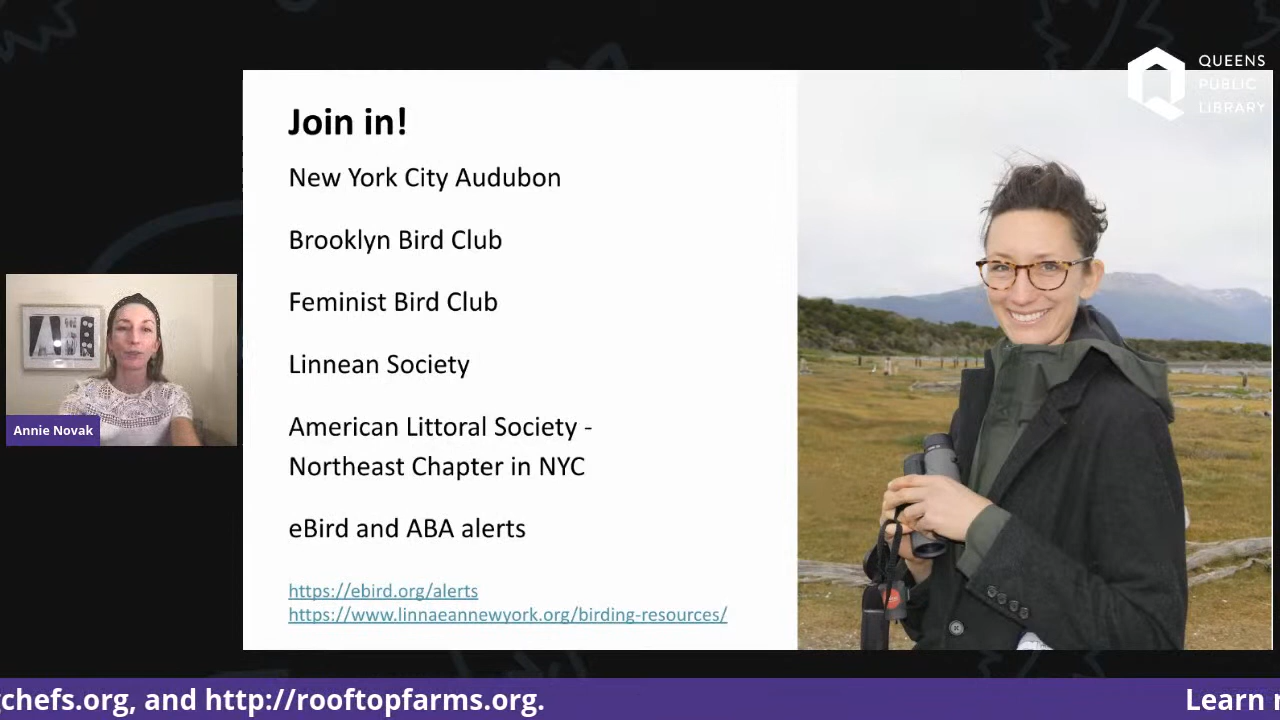 QUEENS
PUBLIC
LIBRARY
Join in!
New York City Audubon
Brooklyn Bird Club
Feminist Bird Club
Linnean Society
American Littoral Society -
Northeast Chapter in NYC
eBird and ABA alerts
https://ebird.org/alerts
https://www.linnaeannewyork.org/birding-resources/
Annie Novak
chefs.org, and http://rooftopfarms.org.
Learn